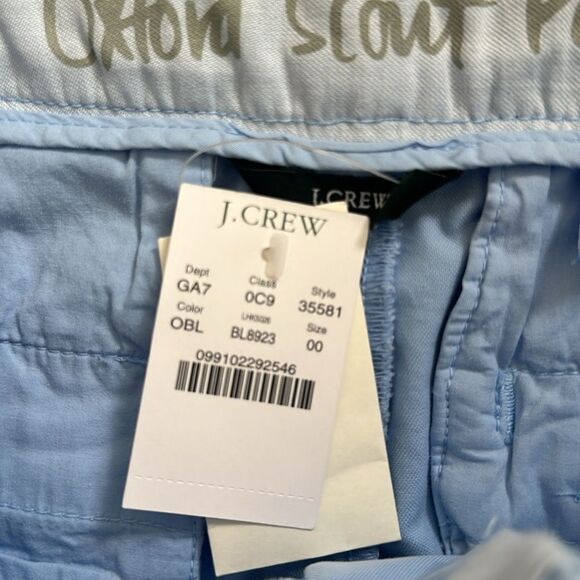 Oxford Scout
J.CREW
J.CREW
Dept Class Style
GA7 0C9 35581
Color Size
OBL BL8923 00
099102292546